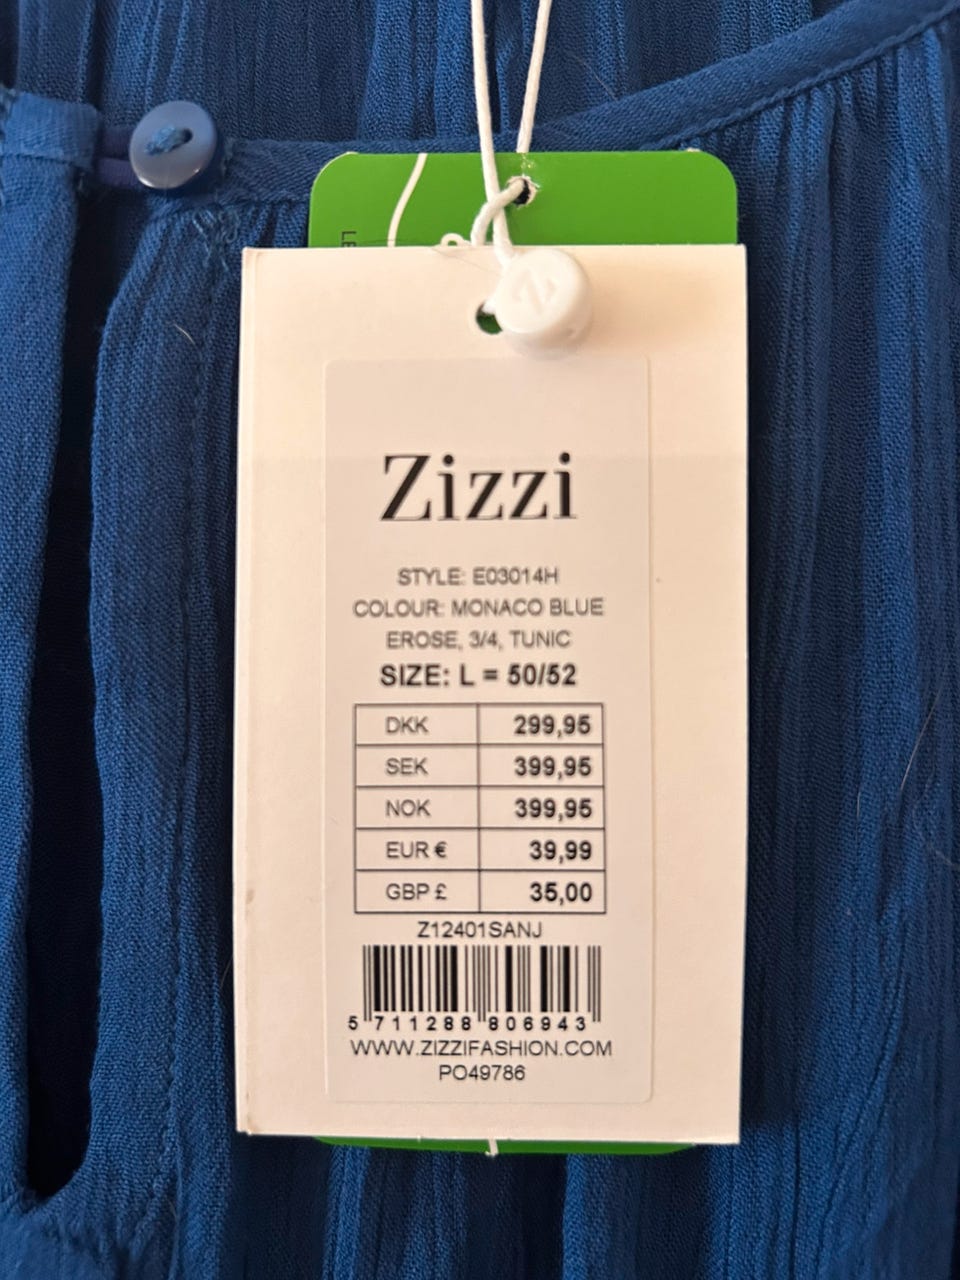 LE
Zizzi
STYLE: E03014H
COLOUR: MONACO BLUE
EROSE, 3/4, TUNIC
SIZE: L = 50/52
DKK 299,95
SEK 399,95
NOK 399,95
EUR € 39,99
GBP £ 35,00
Z12401SANJ
5 711288 806943
WWW.ZIZZIFASHION.COM
PO49786